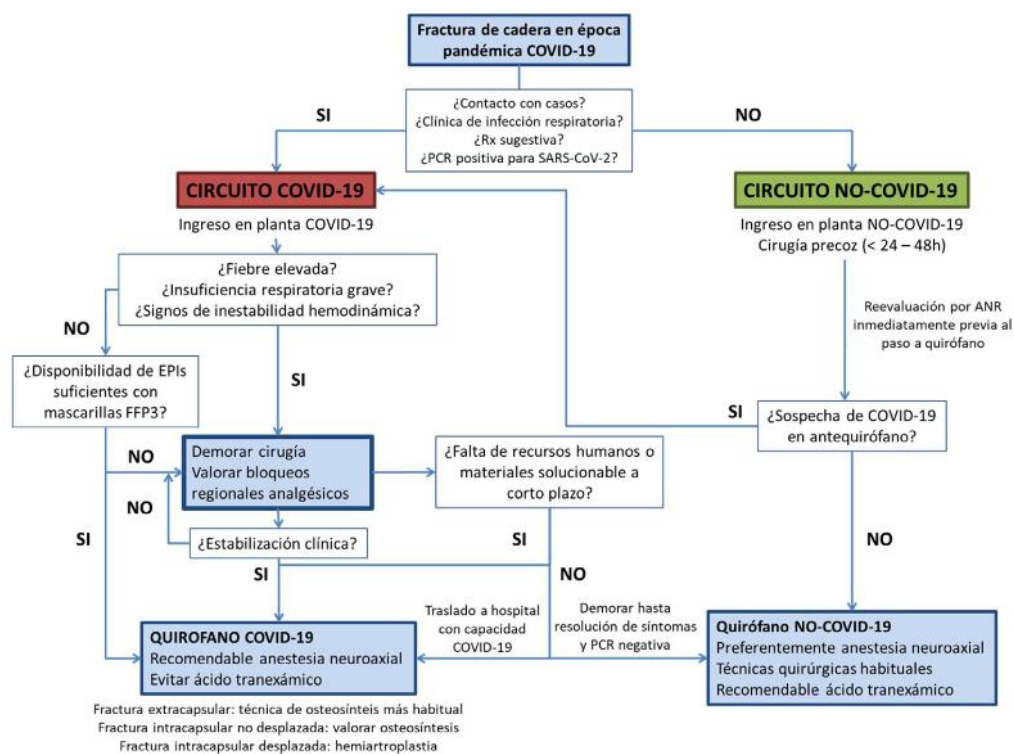 Fractura de cadera en época
pandémica COVID-19
¿Contacto con casos?
¿Clínica de infección respiratoria?
¿Rx sugestiva?
¿PCR positiva para SARS-CoV-2?
SI
NO
CIRCUITO COVID-19
CIRCUITO NO-COVID-19
Ingreso en planta COVID-19
Ingreso en planta NO-COVID-19
Cirugía precoz (< 24 – 48h)
¿Fiebre elevada?
¿Insuficiencia respiratoria grave?
¿Signos de inestabilidad hemodinámica?
NO
SI
Reevaluación por ANR
inmediatamente previa al
paso a quirófano
¿Disponibilidad de EPIs
suficientes con
mascarillas FFP3?
SI
¿Sospecha de COVID-19
en antequirófano?
NO
Demorar cirugía
Valorar bloqueos
regionales analgésicos
¿Falta de recursos humanos o
materiales solucionable a
corto plazo?
NO
SI
¿Estabilización clínica?
SI
NO
SI
NO
Traslado a hospital
con capacidad
COVID-19
Demorar hasta
resolución de síntomas
y PCR negativa
QUIROFANO COVID-19
Recomendable anestesia neuroaxial
Evitar ácido tranexámico
Quirófano NO-COVID-19
Preferentemente anestesia neuroaxial
Técnicas quirúrgicas habituales
Recomendable ácido tranexámico
Fractura extracapsular: técnica de osteosínteis más habitual
Fractura intracapsular no desplazada: valorar osteosíntesis
Fractura intracapsular desplazada: hemiartroplastia